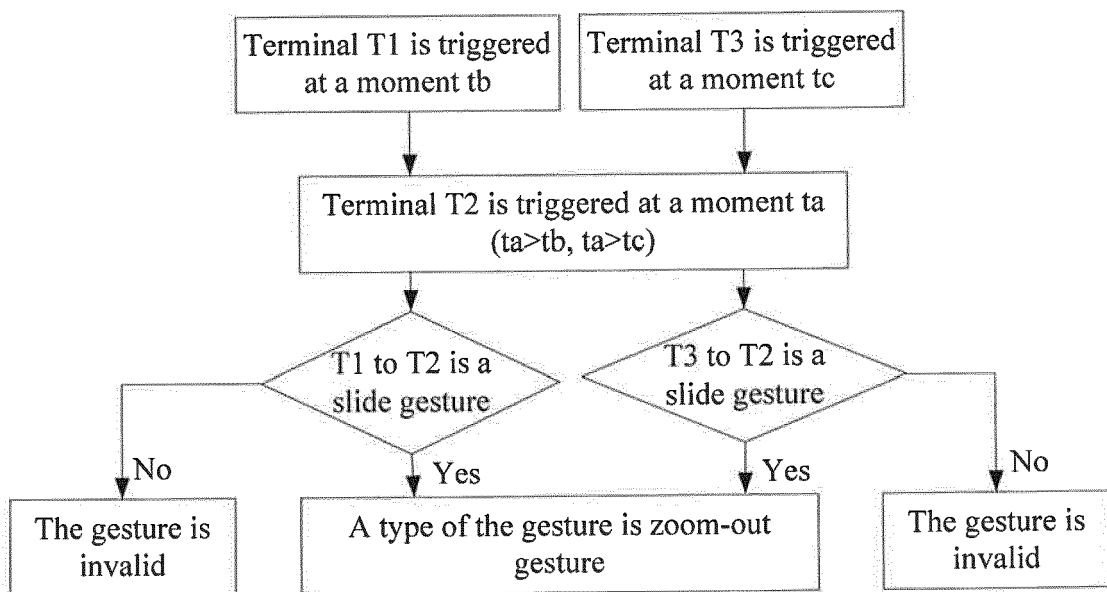 Terminal T1 is triggered
at a moment tb
Terminal T3 is triggered
at a moment tc
Terminal T2 is triggered at a moment ta
(ta>tb, ta>tc)
T1 to T2 is a
slide gesture
T3 to T2 is a
slide gesture
No
Yes
Yes
No
The gesture is
invalid
A type of the gesture is zoom-out
gesture
The gesture is
invalid